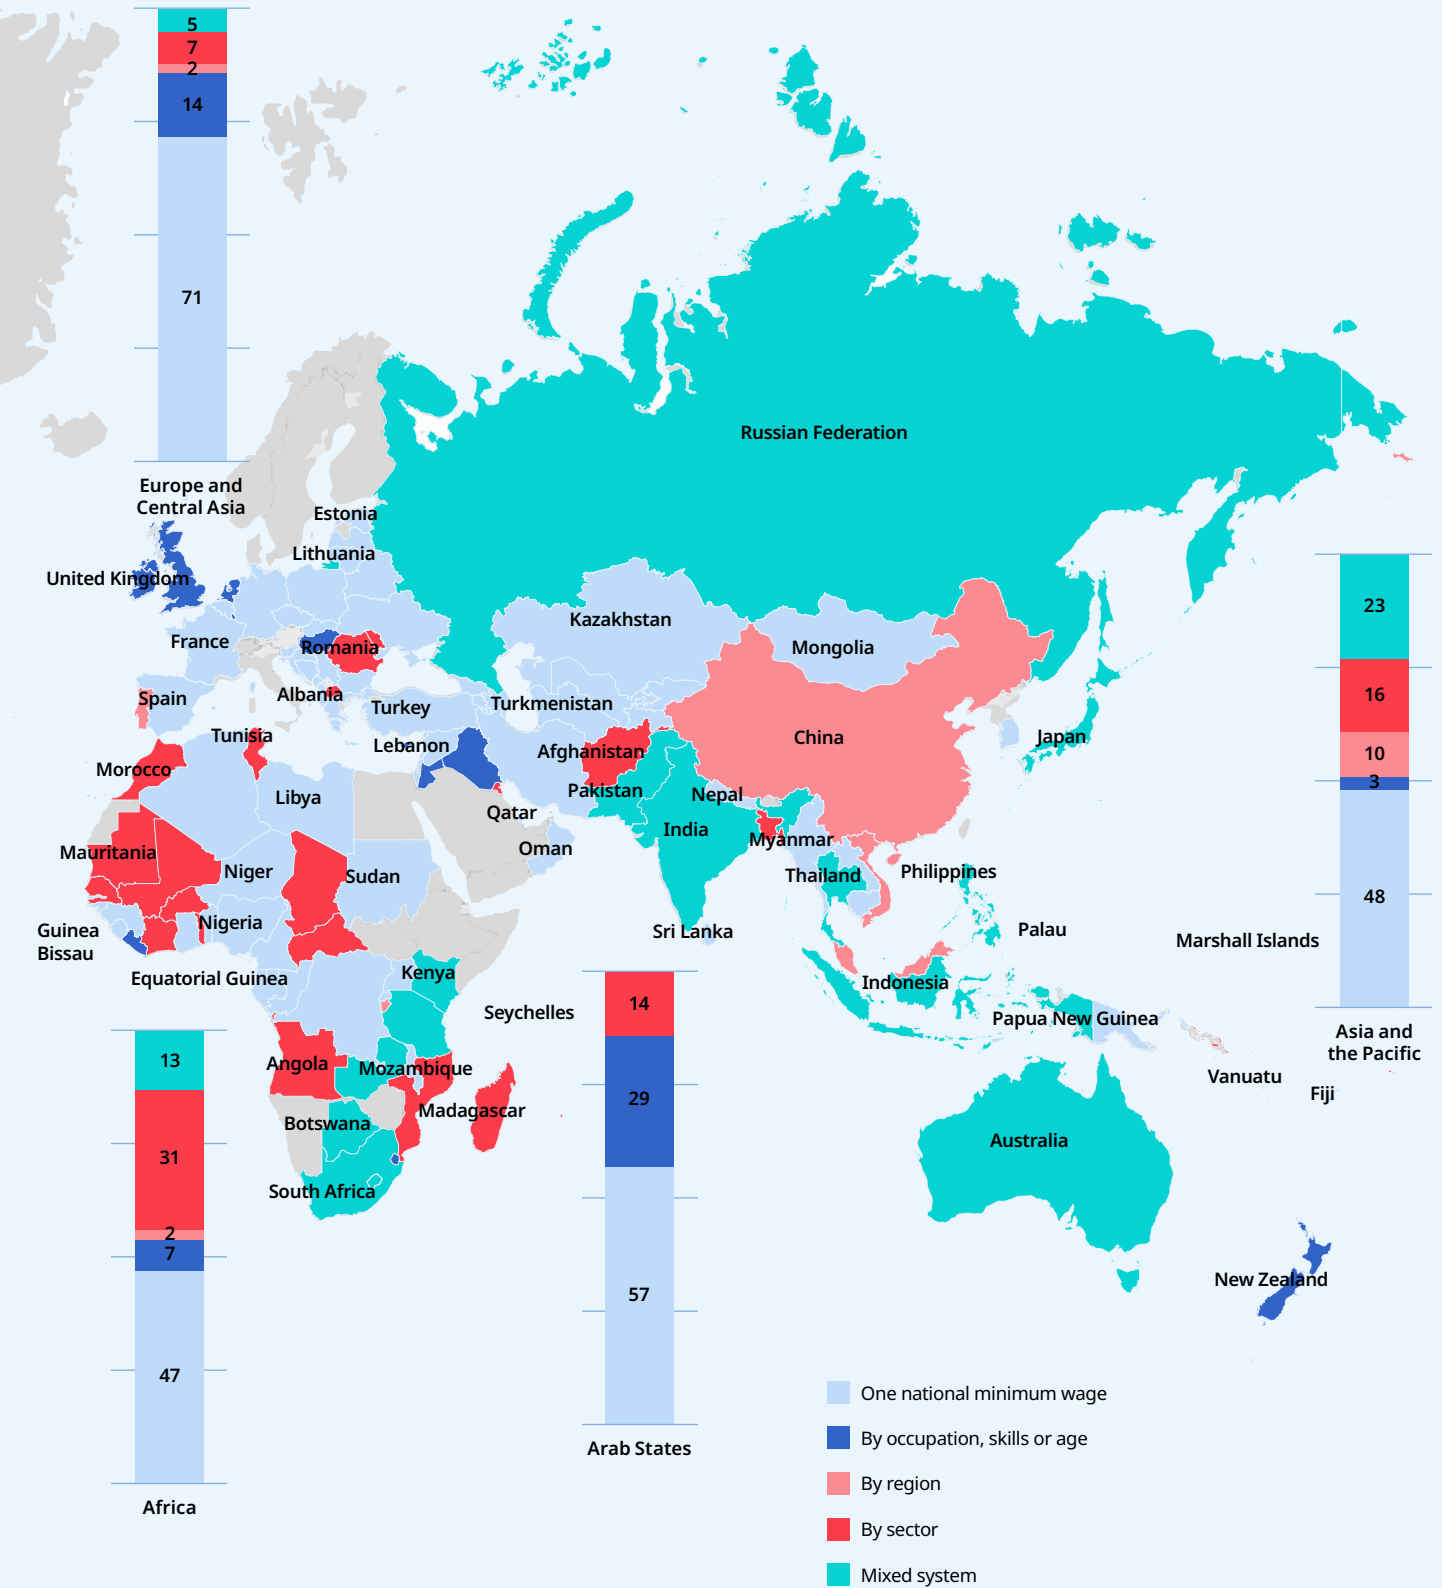 5
7
2
14
71
Europe and
Central Asia
Russian Federation
Estonia
Lithuania
United Kingdom
France
Romania
Kazakhstan
Mongolia
Spain
Albania
Turkey
Turkmenistan
China
Japan
Tunisia
Lebanon
Afghanistan
Morocco
Libya
Pakistan
Nepal
Qatar
India
Myanmar
Oman
Mauritania
Niger
Sudan
Thailand
Philippines
Guinea
Bissau
Nigeria
Sri Lanka
Palau
Marshall Islands
Equatorial Guinea
Kenya
Indonesia
Seychelles
Papua New Guinea
Angola
Mozambique
Vanuatu
Fiji
Botswana
Madagascar
Australia
South Africa
New Zealand
23
16
10
3
48
Asia and
the Pacific
14
29
57
Arab States
13
31
2
7
47
Africa
One national minimum wage
By occupation, skills or age
By region
By sector
Mixed system